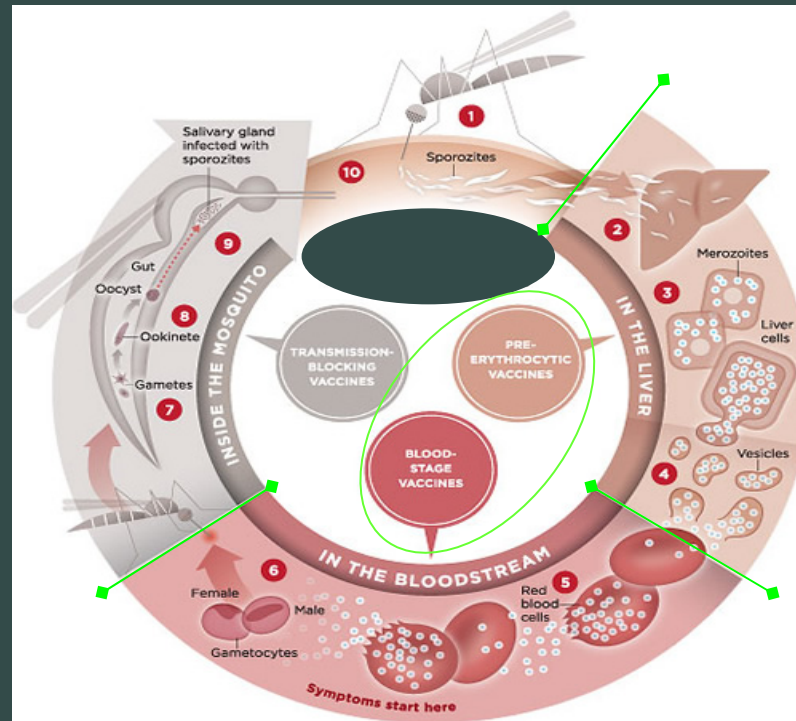 1
Salivary gland
infected with
sporozites
10
Sporozites
2
9
Merozoites
Gut
3
Oocyst
8
Liver
cells
Ookinete
TRANSMISSION-
BLOCKING
VACCINES
PRE-
ERYTHROCYTIC
VACCINES
IN THE LIVER
INSIDE THE MOSQUITO
Gametes
7
BLOOD-
STAGE
VACCINES
Vesicles
4
IN THE BLOODSTREAM
6
5
Female
Male
Red
blood
cells
Gametocytes
Symptoms start here